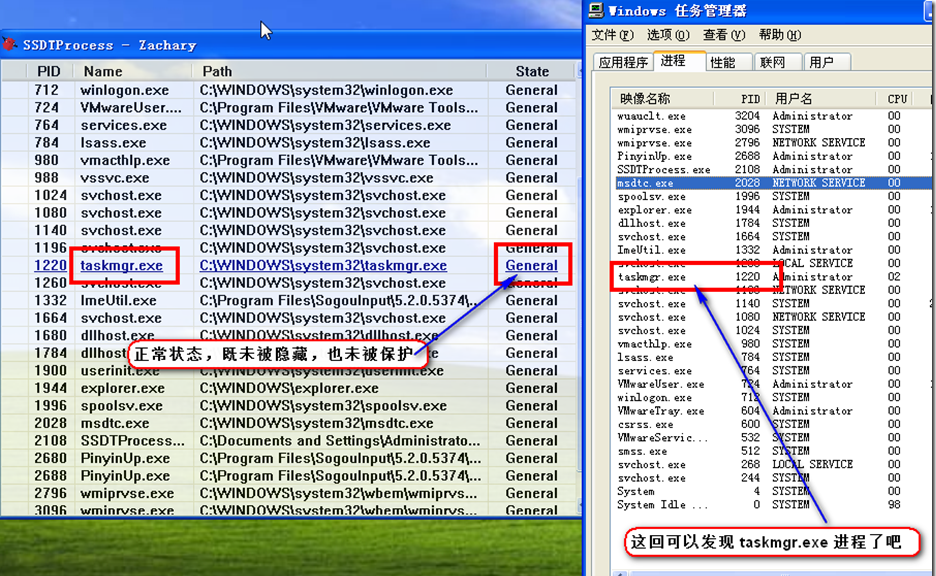 SSDTProcess - Zachary
PID Name Path State
712 winlogon.exe C:\WINDOWS\system32\winlogon.exe General
724 VMwareUser.... C:\Program Files\VMware\VMware Tools... General
764 services.exe C:\WINDOWS\system32\services.exe General
784 lsass.exe C:\WINDOWS\system32\lsass.exe General
980 vmacthlp.exe C:\Program Files\VMware\VMware Tools... General
988 vssvc.exe C:\WINDOWS\system32\vssvc.exe General
1024 svchost.exe C:\WINDOWS\system32\svchost.exe General
1080 svchost.exe C:\WINDOWS\system32\svchost.exe General
1140 svchost.exe C:\WINDOWS\system32\svchost.exe General
1196 svchost.exe C:\WINDOWS\system32\svchost.exe General
1220 taskmgr.exe C:\WINDOWS\system32\taskmgr.exe General
1260 svchost.exe C:\WINDOWS\system32\svchost.exe General
1332 ImeUtil.exe C:\Program Files\SogouInput\5.2.0.5374\... General
1664 svchost.exe C:\WINDOWS\system32\svchost.exe General
1680 dllhost.exe C:\WINDOWS\system32\dllhost.exe General
1784 dllhost General
正常状态，既未被隐藏，也未被保护
1900 userinit.exe C:\WINDOWS\system32\userinit.exe General
1944 explorer.exe C:\WINDOWS\explorer.exe General
1996 spoolsv.exe C:\WINDOWS\system32\spoolsv.exe General
2028 msdtc.exe C:\WINDOWS\system32\msdtc.exe General
2108 SSDTProcess... C:\Documents and Settings\Administrato... General
2680 PinyinUp.exe C:\Program Files\SogouInput\5.2.0.5374\... General
2688 PinyinUp.exe C:\Program Files\SogouInput\5.2.0.5374\... General
2796 wmiprvse.exe C:\WINDOWS\system32\wbem\wmiprvs... General
3096 wmiprvse.exe C:\WINDOWS\system32\wbem\wmiprvs... General
Windows 任务管理器
文件(F) 选项(O) 查看(V) 帮助(H)
应用程序 进程 性能 联网 用户
映像名称 PID 用户名 CPU
wuauclt.exe 3204 Administrator 00
wmiprvse.exe 3096 SYSTEM 00
wmiprvse.exe 2796 NETWORK SERVICE 00
PinyinUp.exe 2688 Administrator 00
SSDTProcess.exe 2108 Administrator 00
msdtc.exe 2028 NETWORK SERVICE 00
spoolsv.exe 1996 SYSTEM 00
explorer.exe 1944 Administrator 00
dllhost.exe 1784 SYSTEM 00
svchost.exe 1664 SYSTEM 00
ImeUtil.exe 1332 Administrator 00
svchost.exe 1260 LOCAL SERVICE 00
taskmgr.exe 1220 Administrator 02
svchost.exe 1196 NETWORK SERVICE 00
svchost.exe 1140 SYSTEM 00
svchost.exe 1080 NETWORK SERVICE 00
svchost.exe 1024 SYSTEM 00
vmacthlp.exe 980 SYSTEM 00
lsass.exe 784 SYSTEM 00
services.exe 764 SYSTEM 00
VMwareUser.exe 724 Administrator 00
winlogon.exe 712 SYSTEM 00
VMwareTray.exe 604 Administrator 00
csrss.exe 600 SYSTEM 00
VMwareServic... 532 SYSTEM 00
smss.exe 512 SYSTEM 00
svchost.exe 268 LOCAL SERVICE 00
svchost.exe 244 SYSTEM 00
System 4 SYSTEM 00
System Idle ... 0 SYSTEM 98
这回可以发现 taskmgr.exe 进程了吧